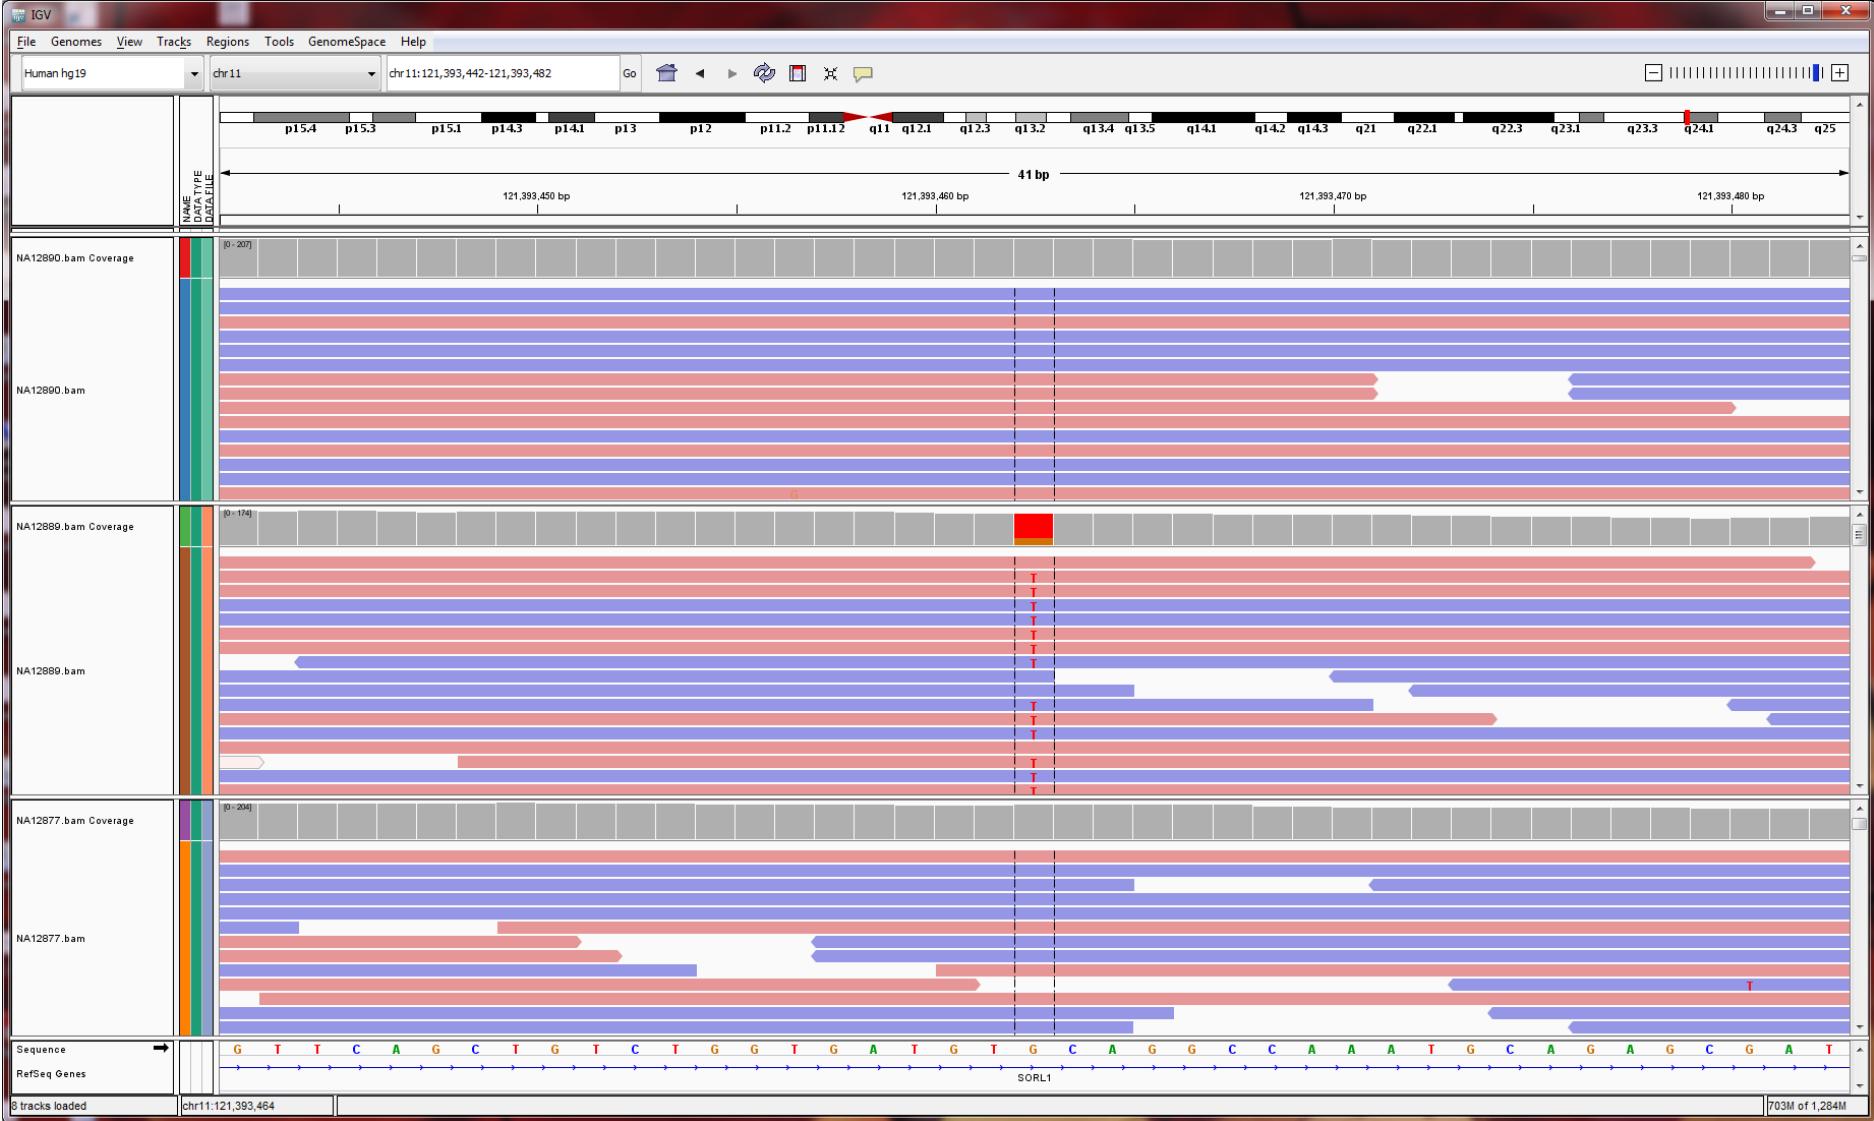 IGV
File Genomes View Tracks Regions Tools GenomeSpace Help
Human hg19 chr11 chr11:121,393,442-121,393,482 Go
p15.4 p15.3 p15.1 p14.3 p14.1 p13 p12 p11.2 p11.12 q11 q12.1 q12.3 q13.2 q13.4 q13.5 q14.1 q14.2 q14.3 q21 q22.1 q22.3 q23.1 q23.3 q24.1 q24.3 q25
41 bp
NAME
DATA TYPE
DATA FILE
121,393,450 bp 121,393,460 bp 121,393,470 bp 121,393,480 bp
[0 - 207]
NA12890.bam Coverage
NA12890.bam
G
[0 - 174]
NA12889.bam Coverage
T
T
T
T
T
T
T
NA12889.bam
T
T
T
T
T
T
[0 - 204]
NA12877.bam Coverage
NA12877.bam
T
Sequence G T T C A G C T G T C T G G T G A T G T G C A G G C C A A A T G C A G A G C G A T
RefSeq Genes
SORL1
8 tracks loaded chr11:121,393,464 703M of 1,284M